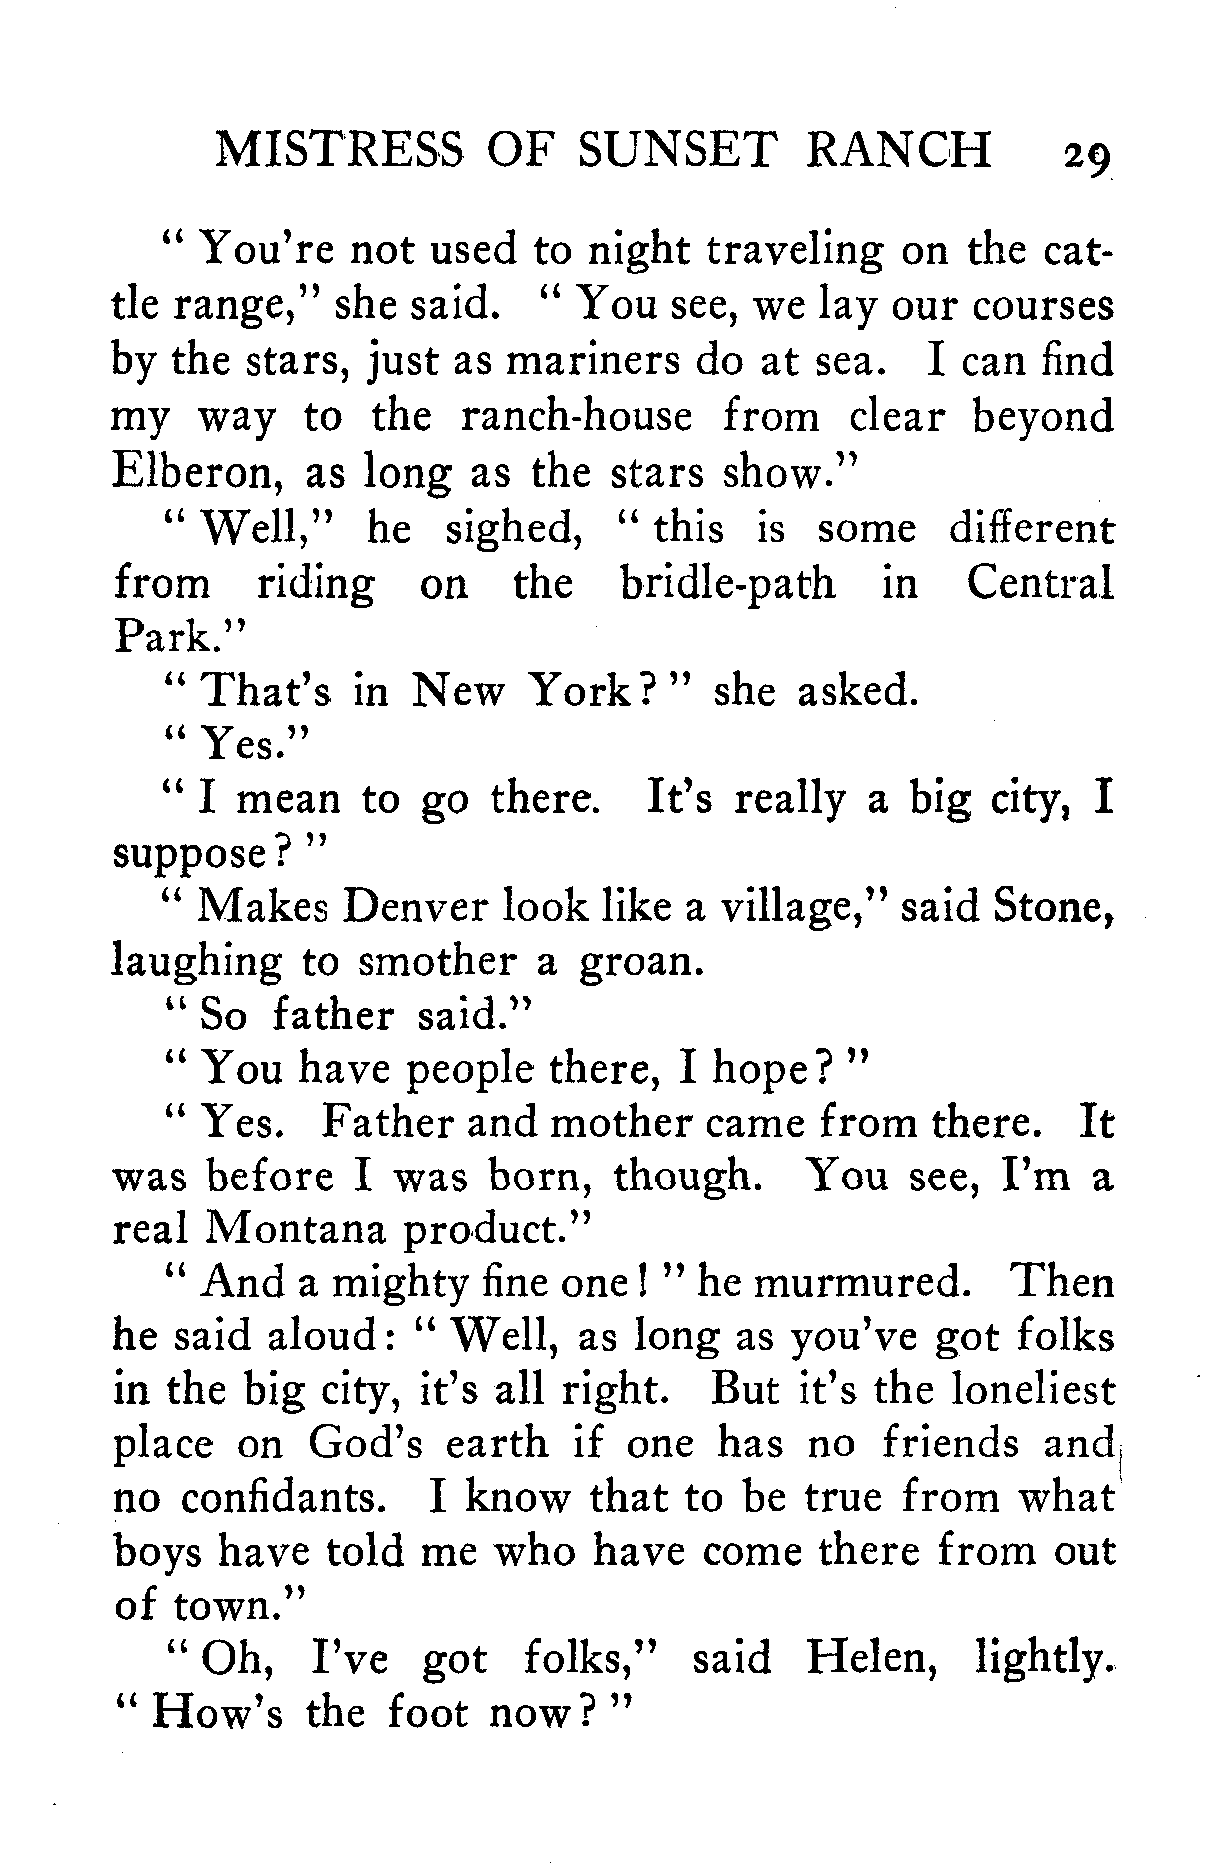 MISTRESS OF SUNSET RANCH 29
" You're not used to night traveling on the cat-
tle range," she said. " You see, we lay our courses
by the stars, just as mariners do at sea. I can find
my way to the ranch-house from clear beyond
Elberon, as long as the stars show."
" Well," he sighed, " this is some different
from riding on the bridle-path in Central
Park."
" That's in New York? " she asked.
" Yes."
" I mean to go there. It's really a big city, I
suppose? "
" Makes Denver look like a village," said Stone,
laughing to smother a groan.
" So father said."
" You have people there, I hope? "
" Yes. Father and mother came from there. It
was before I was born, though. You see, I'm a
real Montana product."
" And a mighty fine one! " he murmured. Then
he said aloud: " Well, as long as you've got folks
in the big city, it's all right. But it's the loneliest
place on God's earth if one has no friends and
no confidants. I know that to be true from what
boys have told me who have come there from out
of town."
" Oh, I've got folks," said Helen, lightly.
" How's the foot now? "